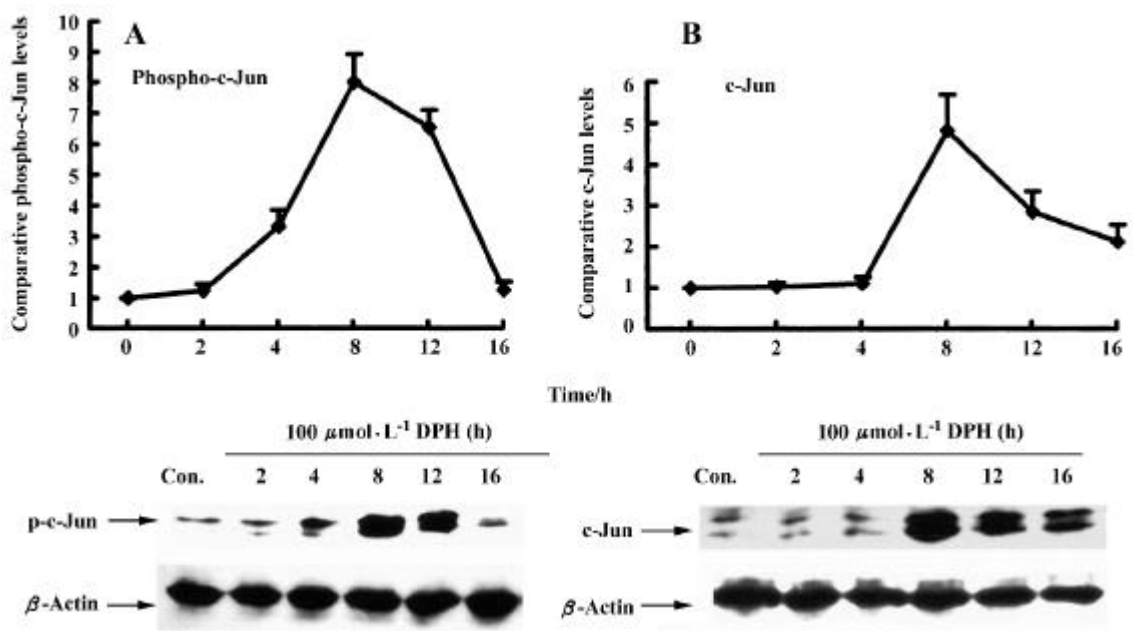 A
Phospho-c-Jun
Comparative phospho-c-Jun levels
10
9
8
7
6
5
4
3
2
1
0
0 2 4 8 12 16
B
c-Jun
Comparative c-Jun levels
6
5
4
3
2
1
0
0 2 4 8 12 16
Time/h
100 μmol·L⁻¹ DPH (h)
Con. 2 4 8 12 16
p-c-Jun
β-Actin
100 μmol·L⁻¹ DPH (h)
Con. 2 4 8 12 16
c-Jun
β-Actin